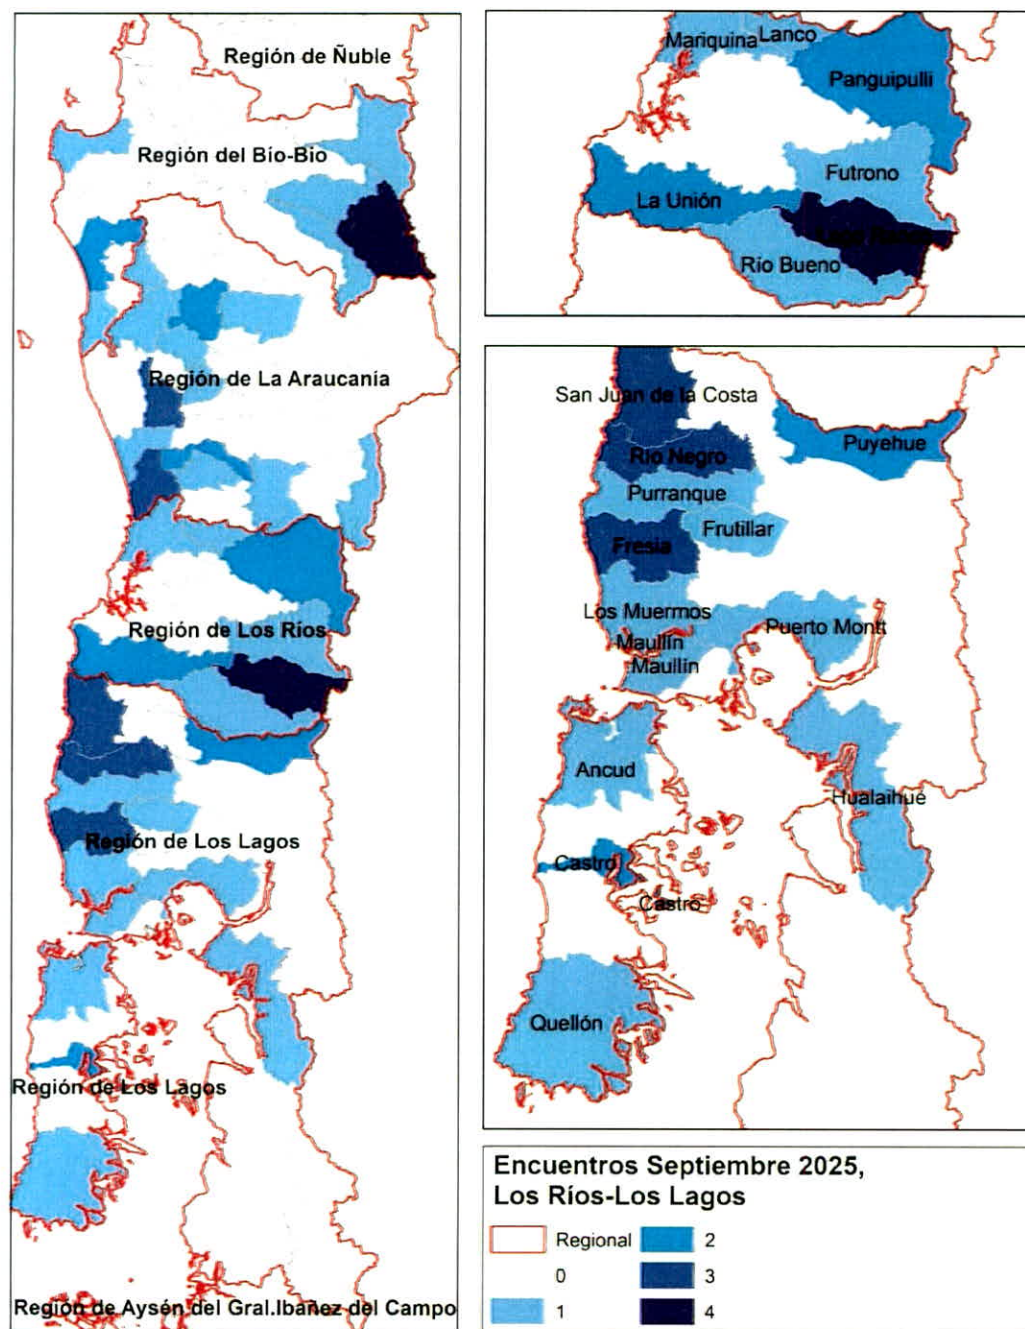 Región de Ñuble
Región del Bío-Bio
Región de La Araucanía
Región de Los Ríos
Región de Los Lagos
Región de Los Lagos
Región de Aysén del Gral.Ibañez del Campo
Mariquina
Lanco
Panguipulli
Futrono
La Unión
Lago Ranco
Río Bueno
San Juan de la Costa
Puyehue
Río Negro
Purranque
Frutillar
Fresia
Los Muermos
Puerto Montt
Maullín
Maullín
Ancud
Hualaihué
Castro
Castro
Quellón
Encuentros Septiembre 2025,
Los Ríos-Los Lagos
Regional
2
0
3
1
4